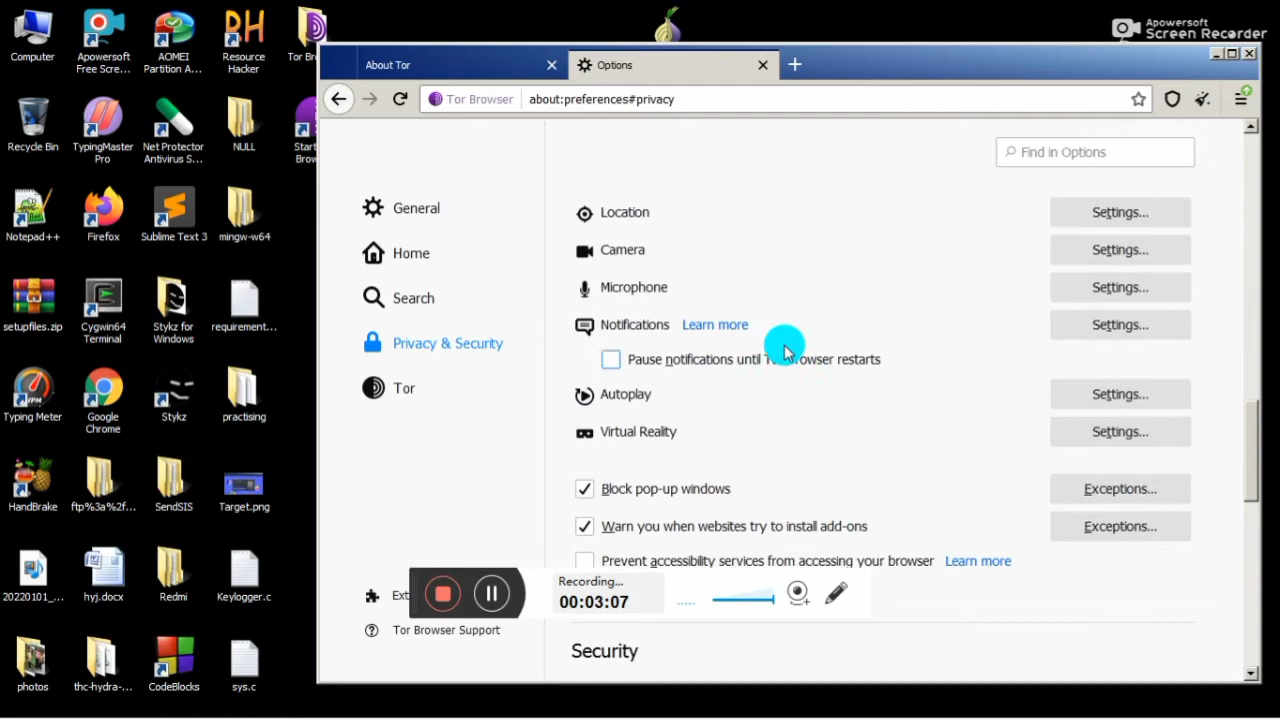 Apowersoft
Screen Recorder
Computer
Apowersoft
Free Scre...
AOMEI
Partition A...
Resource
Hacker
Tor Bro
Recycle Bin
TypingMaster
Pro
Net Protector
Antivirus S...
NULL
Start
Brow
Notepad++
Firefox
Sublime Text 3
mingw-w64
setupfiles.zip
Cygwin64
Terminal
Stykz for
Windows
requirement...
Typing Meter
Google
Chrome
Stykz
practising
HandBrake
ftp%3a%2f...
SendSIS
Target.png
20220101_...
hyj.docx
Redmi
Keylogger.c
photos
thc-hydra-...
CodeBlocks
sys.c
About Tor
Options
Tor Browser
about:preferences#privacy
Find in Options
General
Home
Search
Privacy & Security
Tor
Ext
Tor Browser Support
Location
Settings...
Camera
Settings...
Microphone
Settings...
Notifications Learn more
Settings...
Pause notifications until T rowser restarts
Autoplay
Settings...
Virtual Reality
Settings...
Block pop-up windows
Exceptions...
Warn you when websites try to install add-ons
Exceptions...
Prevent accessibility services from accessing your browser Learn more
Recording...
00:03:07
Security